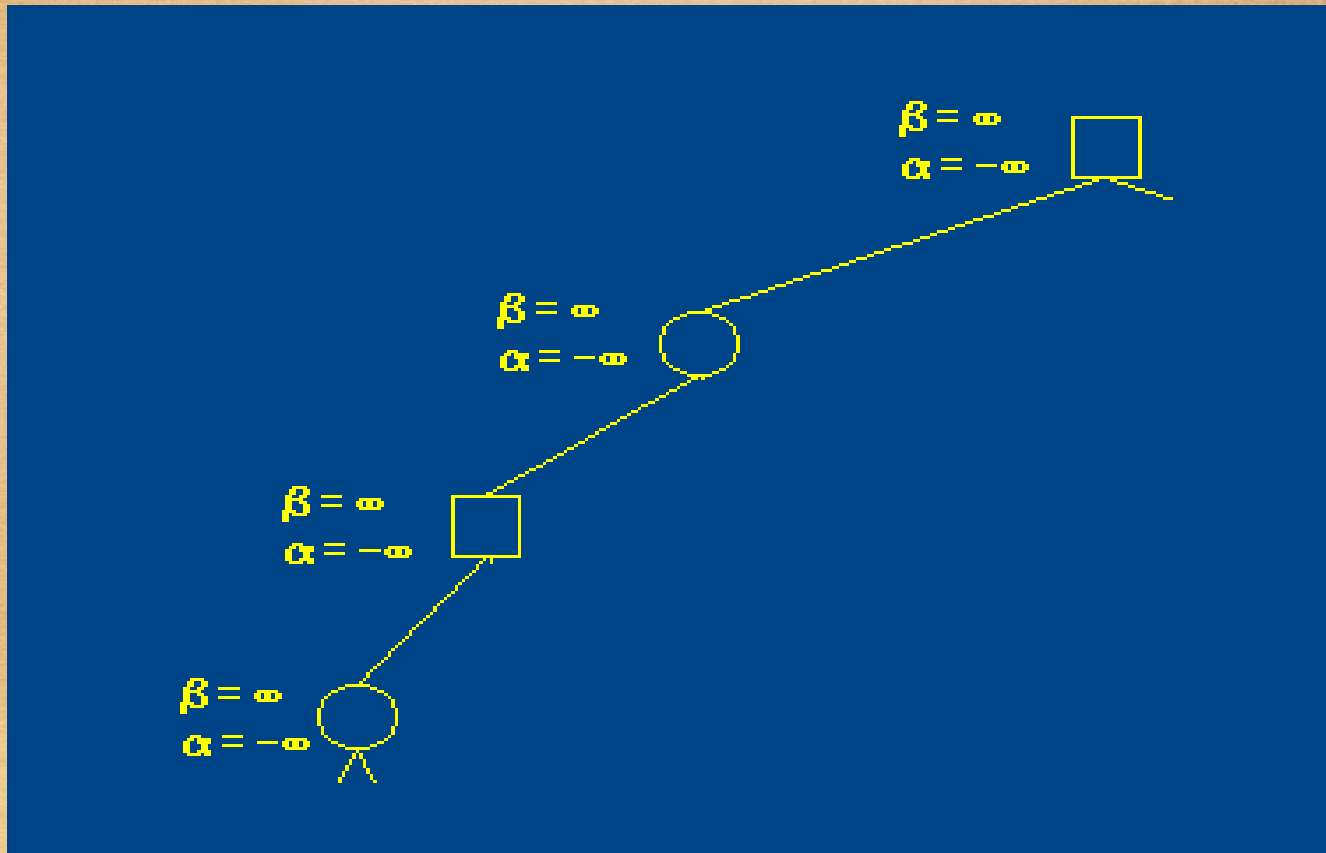 β = ∞
α = −∞
β = ∞
α = −∞
β = ∞
α = −∞
β = ∞
α = −∞